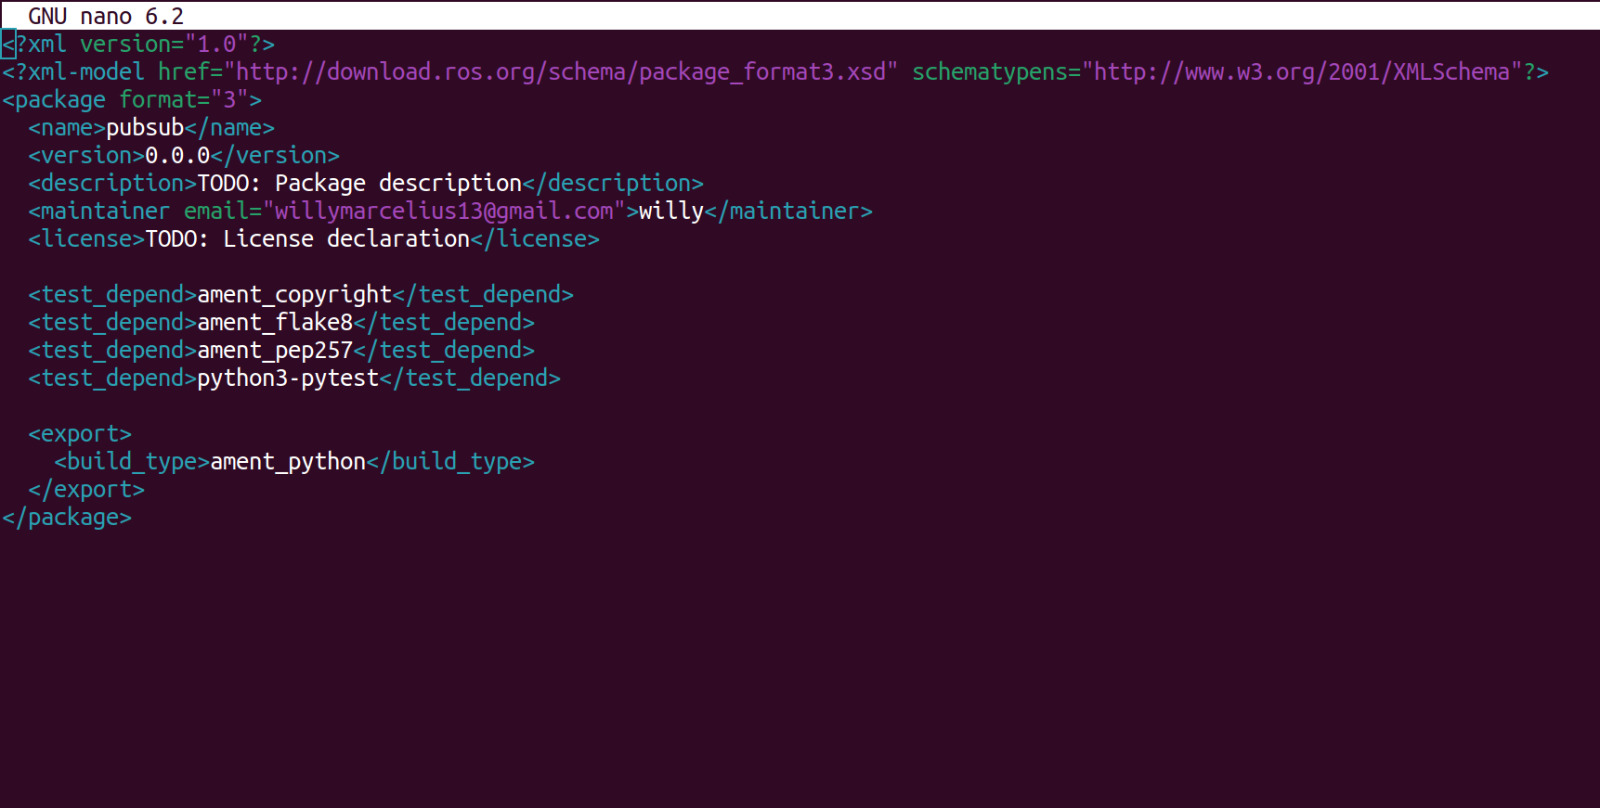 GNU nano 6.2
<?xml version="1.0"?>
<?xml-model href="http://download.ros.org/schema/package_format3.xsd" schematypens="http://www.w3.org/2001/XMLSchema"?>
<package format="3">
  <name>pubsub</name>
  <version>0.0.0</version>
  <description>TODO: Package description</description>
  <maintainer email="willymarcelius13@gmail.com">willy</maintainer>
  <license>TODO: License declaration</license>

  <test_depend>ament_copyright</test_depend>
  <test_depend>ament_flake8</test_depend>
  <test_depend>ament_pep257</test_depend>
  <test_depend>python3-pytest</test_depend>

  <export>
    <build_type>ament_python</build_type>
  </export>
</package>